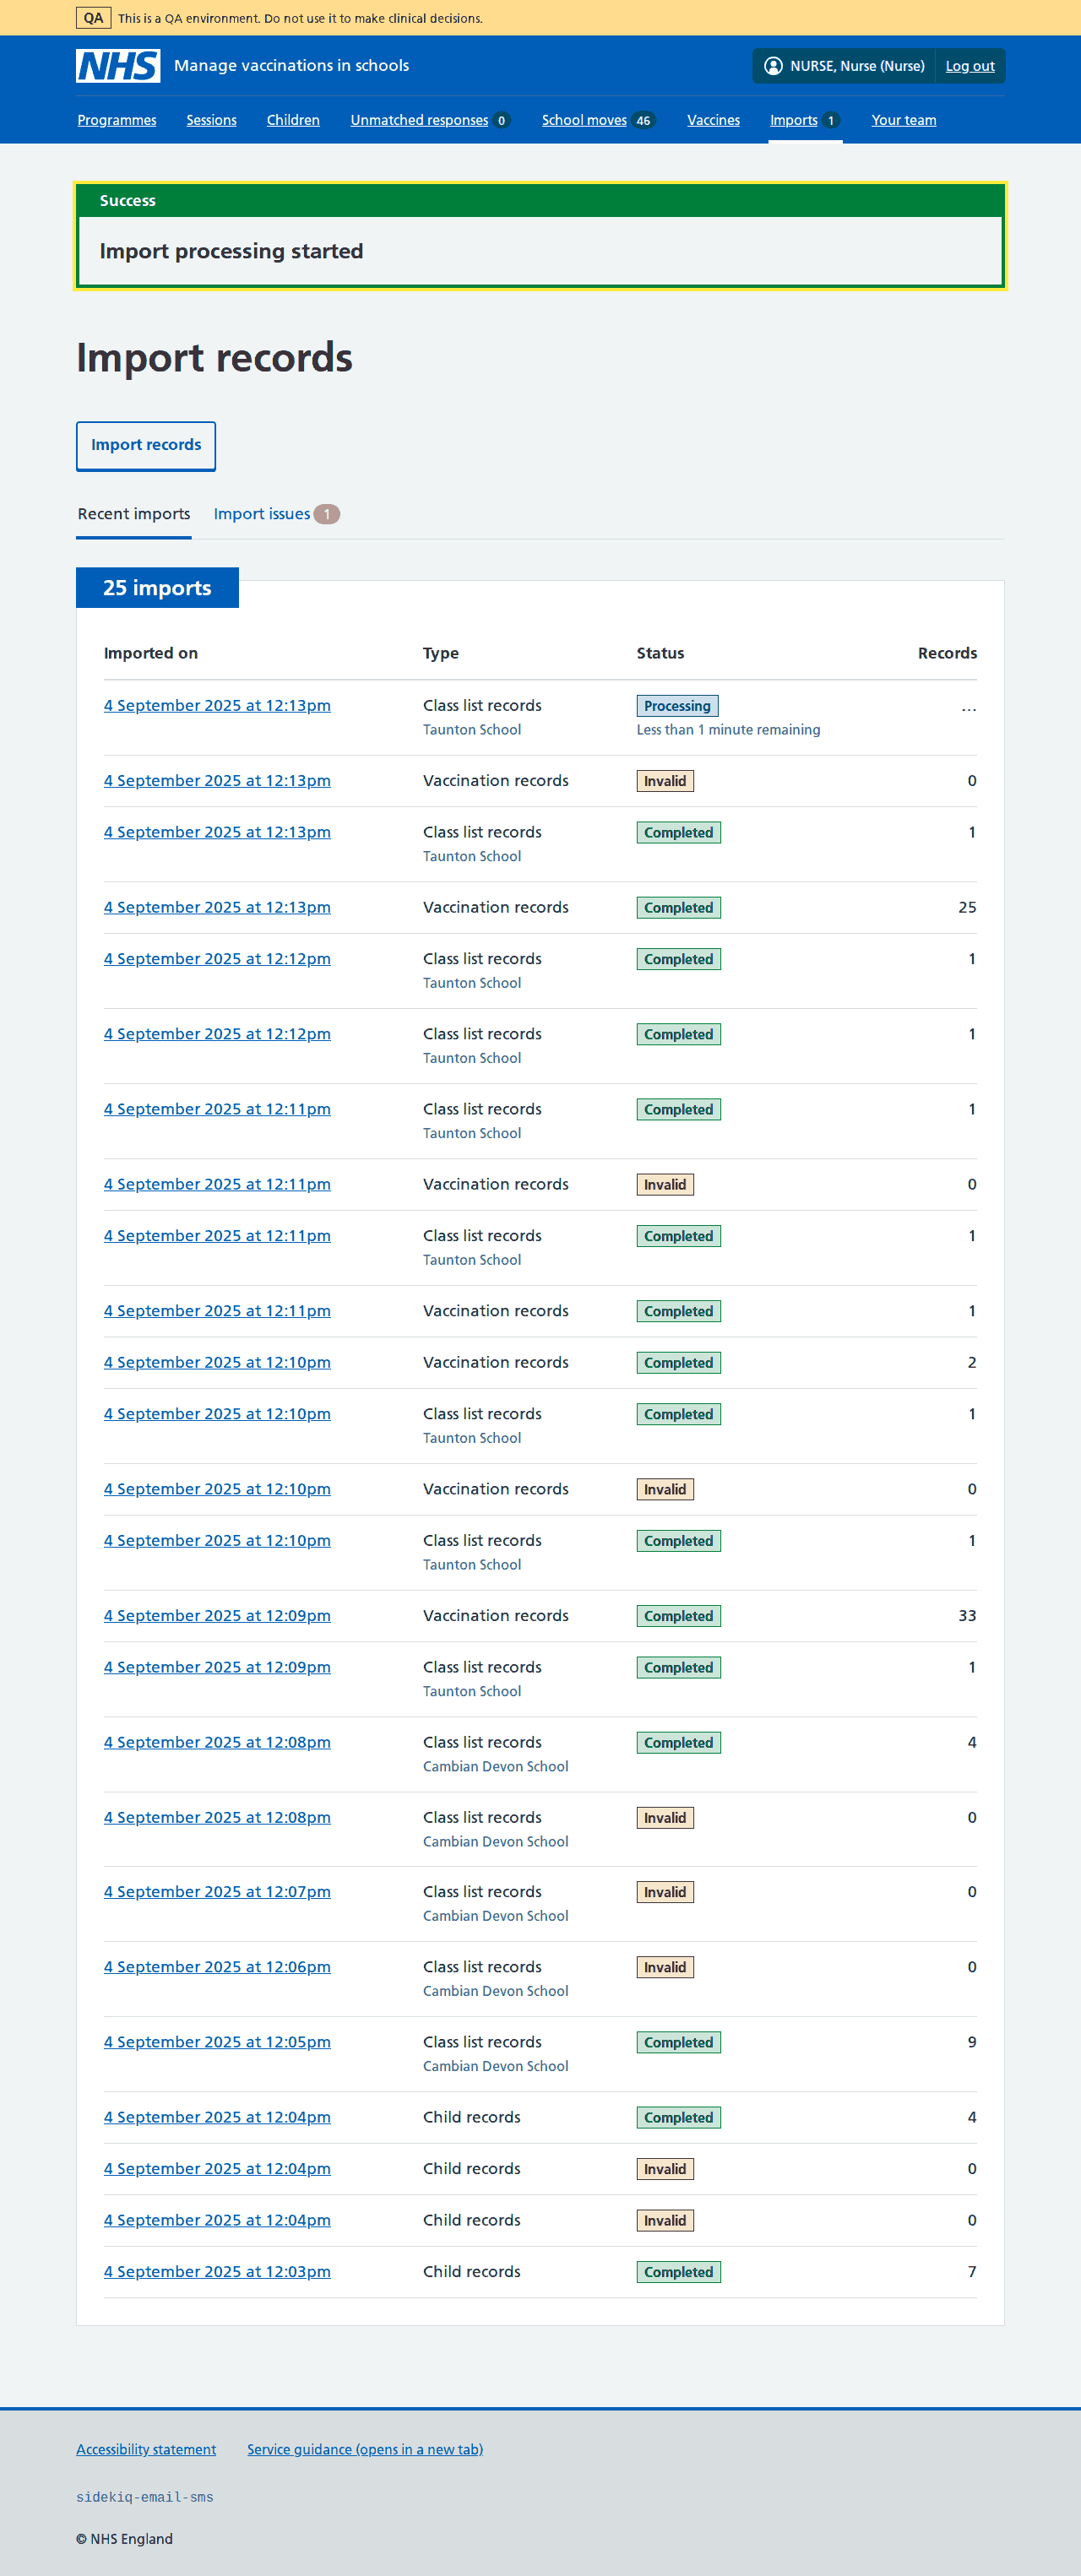 QA This is a QA environment. Do not use it to make clinical decisions.
NHS Manage vaccinations in schools NURSE, Nurse (Nurse) Log out
Programmes Sessions Children Unmatched responses 0 School moves 46 Vaccines Imports 1 Your team
Success
Import processing started
Import records
Import records
Recent imports Import issues 1
25 imports
Imported on Type Status Records
4 September 2025 at 12:13pm Class list records Processing ...
Taunton School Less than 1 minute remaining
4 September 2025 at 12:13pm Vaccination records Invalid 0
4 September 2025 at 12:13pm Class list records Completed 1
Taunton School
4 September 2025 at 12:13pm Vaccination records Completed 25
4 September 2025 at 12:12pm Class list records Completed 1
Taunton School
4 September 2025 at 12:12pm Class list records Completed 1
Taunton School
4 September 2025 at 12:11pm Class list records Completed 1
Taunton School
4 September 2025 at 12:11pm Vaccination records Invalid 0
4 September 2025 at 12:11pm Class list records Completed 1
Taunton School
4 September 2025 at 12:11pm Vaccination records Completed 1
4 September 2025 at 12:10pm Vaccination records Completed 2
4 September 2025 at 12:10pm Class list records Completed 1
Taunton School
4 September 2025 at 12:10pm Vaccination records Invalid 0
4 September 2025 at 12:10pm Class list records Completed 1
Taunton School
4 September 2025 at 12:09pm Vaccination records Completed 33
4 September 2025 at 12:09pm Class list records Completed 1
Taunton School
4 September 2025 at 12:08pm Class list records Completed 4
Cambian Devon School
4 September 2025 at 12:08pm Class list records Invalid 0
Cambian Devon School
4 September 2025 at 12:07pm Class list records Invalid 0
Cambian Devon School
4 September 2025 at 12:06pm Class list records Invalid 0
Cambian Devon School
4 September 2025 at 12:05pm Class list records Completed 9
Cambian Devon School
4 September 2025 at 12:04pm Child records Completed 4
4 September 2025 at 12:04pm Child records Invalid 0
4 September 2025 at 12:04pm Child records Invalid 0
4 September 2025 at 12:03pm Child records Completed 7
Accessibility statement Service guidance (opens in a new tab)
sidekiq-email-sms
© NHS England